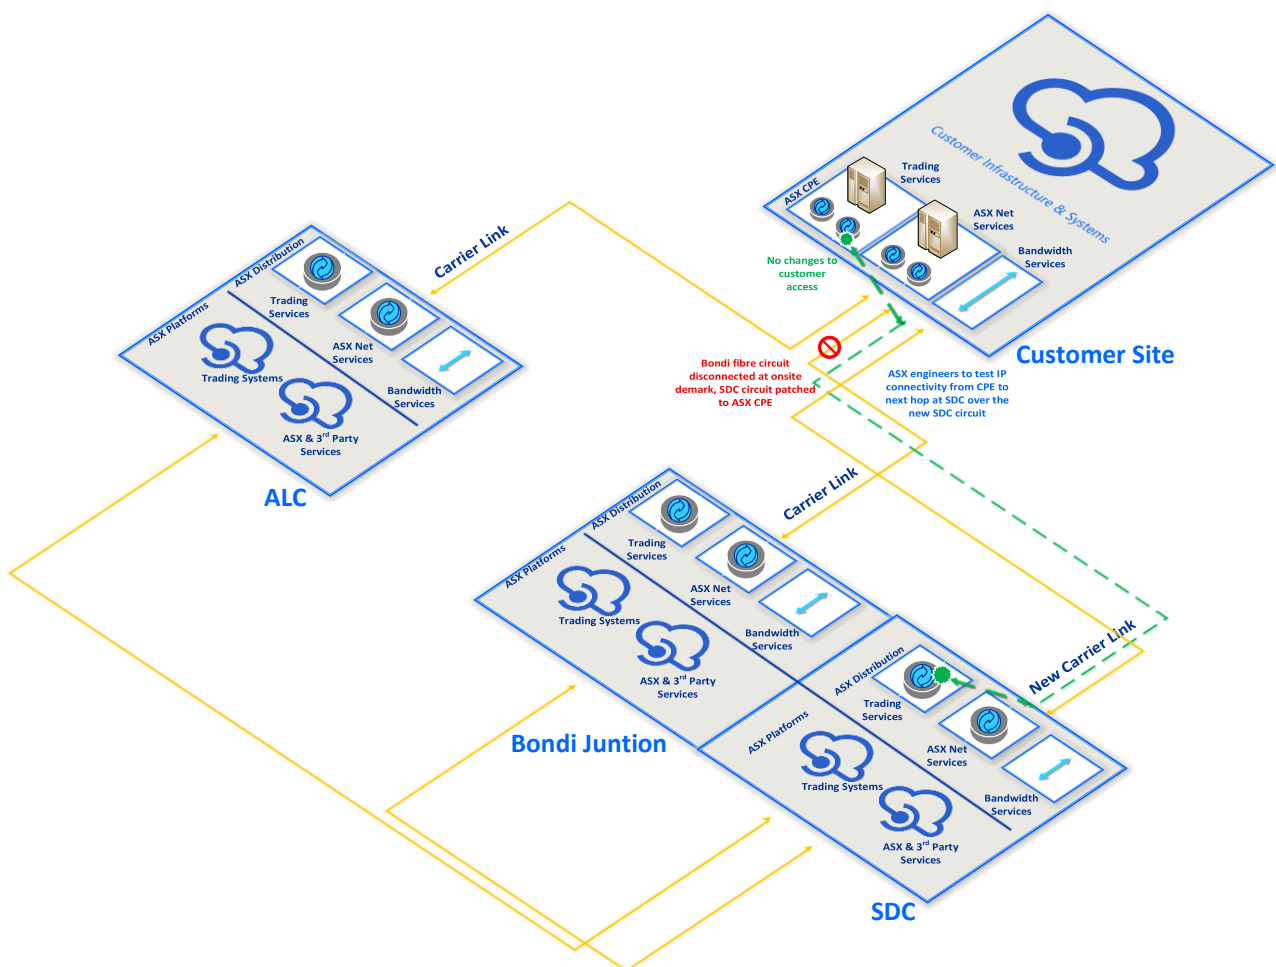 Customer Infrastructure & Systems
ASX CPE
Trading
Services
ASX Net
Services
Bandwidth
Services
No changes to
customer
access
Customer Site
Carrier Link
ASX Distribution
ASX Platforms
Trading
Services
ASX Net
Services
Bandwidth
Services
Trading Systems
ASX & 3rd Party
Services
ALC
Bondi fibre circuit
disconnected at onsite
demark, SDC circuit patched
to ASX CPE
ASX engineers to test IP
connectivity from CPE to
next hop at SDC over the
new SDC circuit
Carrier Link
ASX Distribution
ASX Platforms
Trading
Services
ASX Net
Services
Bandwidth
Services
Trading Systems
ASX & 3rd Party
Services
Bondi Juntion
New Carrier Link
ASX Distribution
ASX Platforms
Trading
Services
ASX Net
Services
Bandwidth
Services
Trading Systems
ASX & 3rd Party
Services
SDC